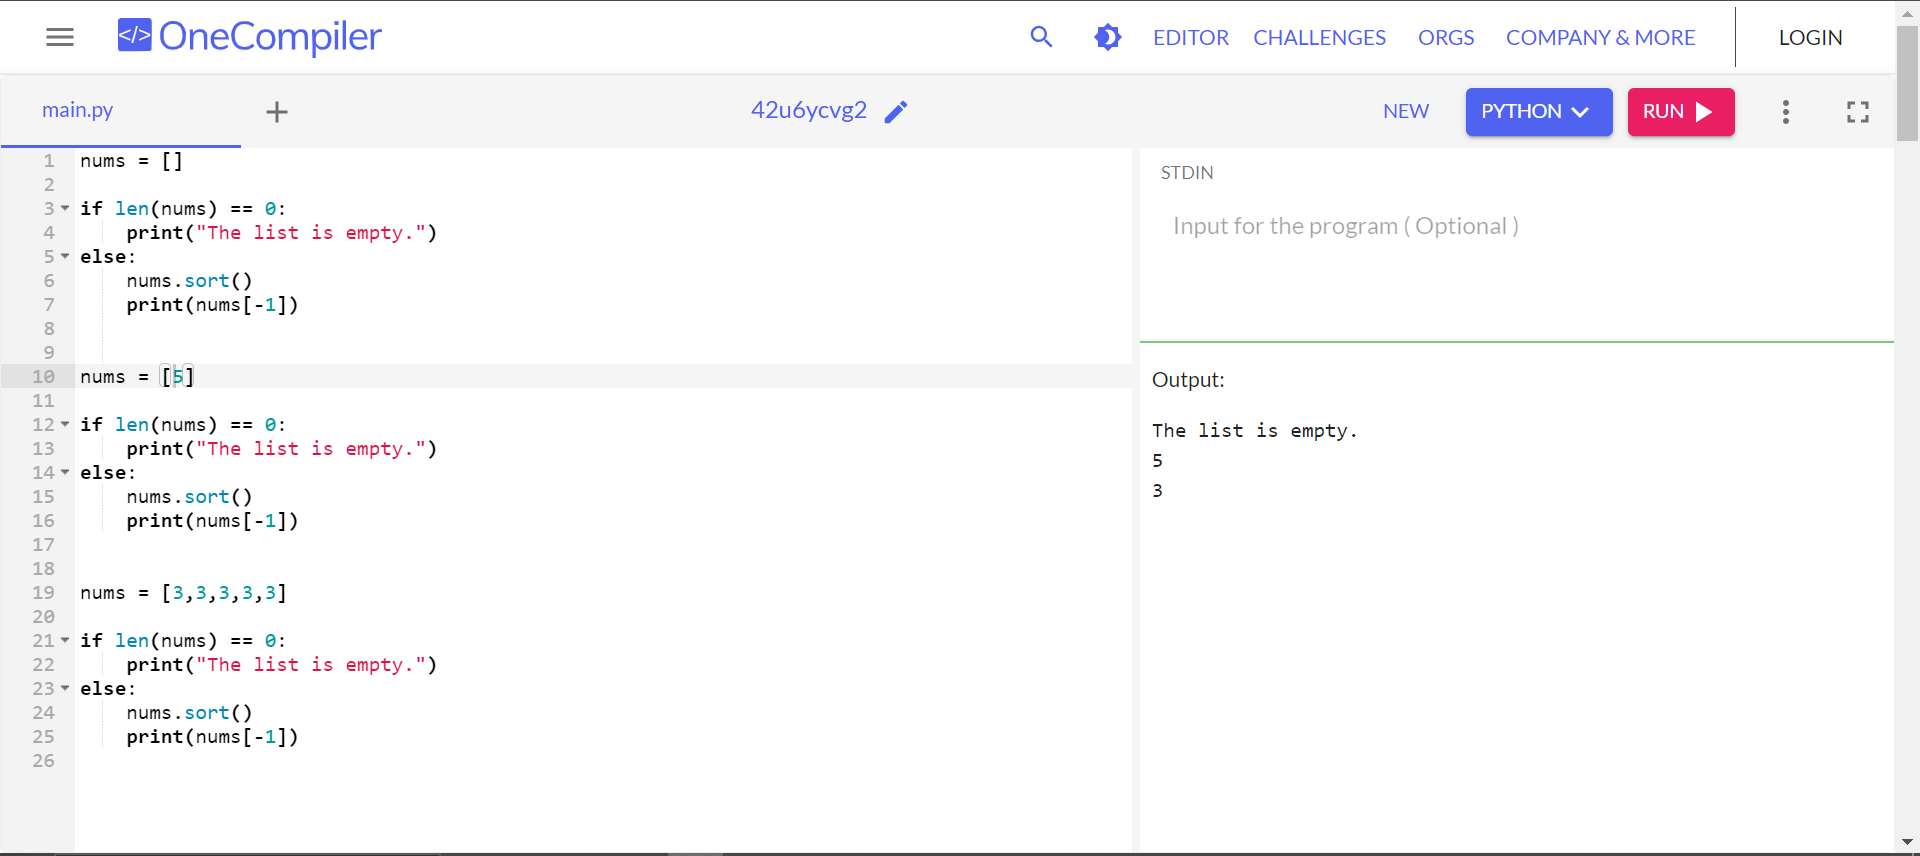 </> OneCompiler
EDITOR CHALLENGES ORGS COMPANY & MORE LOGIN
main.py + 42u6ycvg2 NEW PYTHON RUN
1 nums = []
2
3 if len(nums) == 0:
4     print("The list is empty.")
5 else:
6     nums.sort()
7     print(nums[-1])
8
9
10 nums = [5]
11
12 if len(nums) == 0:
13     print("The list is empty.")
14 else:
15     nums.sort()
16     print(nums[-1])
17
18
19 nums = [3,3,3,3,3]
20
21 if len(nums) == 0:
22     print("The list is empty.")
23 else:
24     nums.sort()
25     print(nums[-1])
26
STDIN
Input for the program ( Optional )
Output:
The list is empty.
5
3